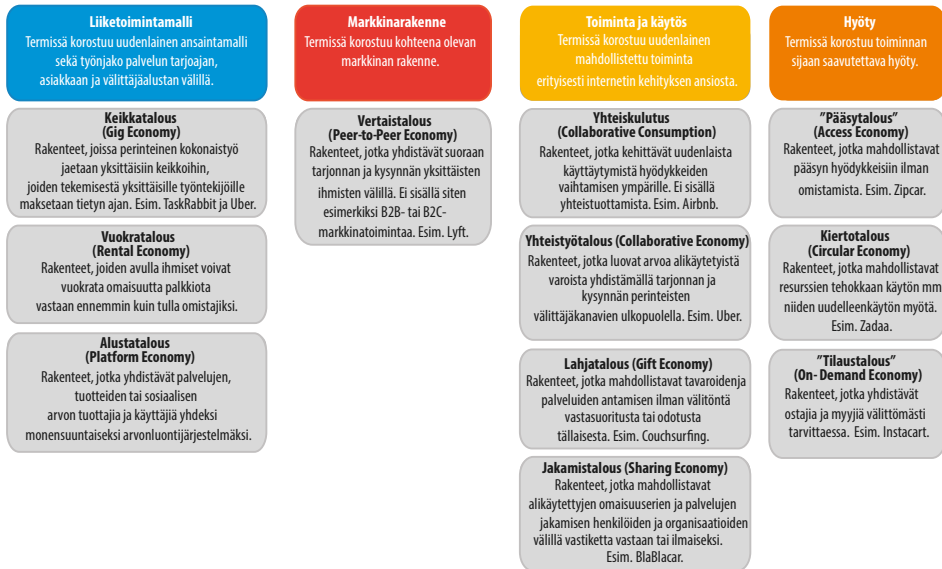 Liiketoimintamalli
Termissä korostuu uudenlainen ansaintamalli
sekä työnjako palvelun tarjoajan,
asiakkaan ja välittäjäalustan välillä.
Keikkatalous
(Gig Economy)
Rakenteet, joissa perinteinen kokonaistyö
jaetaan yksittäisiin keikkoihin,
joiden tekemisestä yksittäisille työntekijöille
maksetaan tietyn ajan. Esim. TaskRabbit ja Uber.
Vuokratalous
(Rental Economy)
Rakenteet, joiden avulla ihmiset voivat
vuokrata omaisuutta palkkiota
vastaan ennemmin kuin tulla omistajiksi.
Alustatalous
(Platform Economy)
Rakenteet, jotka yhdistävät palvelujen,
tuotteiden tai sosiaalisen
arvon tuottajia ja käyttäjiä yhdeksi
monensuuntaiseksi arvonluontijärjestelmäksi.
Markkinarakenne
Termissä korostuu kohteena olevan
markkinan rakenne.
Vertaistalous
(Peer-to-Peer Economy)
Rakenteet, jotka yhdistävät suoraan
tarjonnan ja kysynnän yksittäisten
ihmisten välillä. Ei sisällä siten
esimerkiksi B2B- tai B2C-
markkinatoimintaa. Esim. Lyft.
Toiminta ja käytös
Termissä korostuu uudenlainen
mahdollistettu toiminta
erityisesti internetin kehityksen ansiosta.
Yhteiskulutus
(Collaborative Consumption)
Rakenteet, jotka kehittävät uudenlaista
käyttäytymistä hyödykkeiden
vaihtamisen ympärille. Ei sisällä
yhteistuottamista. Esim. Airbnb.
Yhteistyötalous (Collaborative Economy)
Rakenteet, jotka luovat arvoa alikäytetyistä
varoista yhdistämällä tarjonnan ja
kysynnän perinteisten
välittäjäkanavien ulkopuolella. Esim. Uber.
Lahjatalous (Gift Economy)
Rakenteet, jotka mahdollistavat tavaroidenja
palveluiden antamisen ilman välitöntä
vastasuoritusta tai odotusta
tällaisesta. Esim. Couchsurfing.
Jakamistalous (Sharing Economy)
Rakenteet, jotka mahdollistavat
alikäytettyjen omaisuuserien ja palvelujen
jakamisen henkilöiden ja organisaatioiden
välillä vastiketta vastaan tai ilmaiseksi.
Esim. BlaBlacar.
Hyöty
Termissä korostuu toiminnan
sijaan saavutettava hyöty.
"Pääsytalous"
(Access Economy)
Rakenteet, jotka mahdollistavat
pääsyn hyödykkeisiin ilman
omistamista. Esim. Zipcar.
Kiertotalous
(Circular Economy)
Rakenteet, jotka mahdollistavat
resurssien tehokkaan käytön mm
niiden uudelleenkäytön myötä.
Esim. Zadaa.
"Tilaustalous"
(On- Demand Economy)
Rakenteet, jotka yhdistävät
ostajia ja myyjiä välittömästi
tarvittaessa. Esim. Instacart.